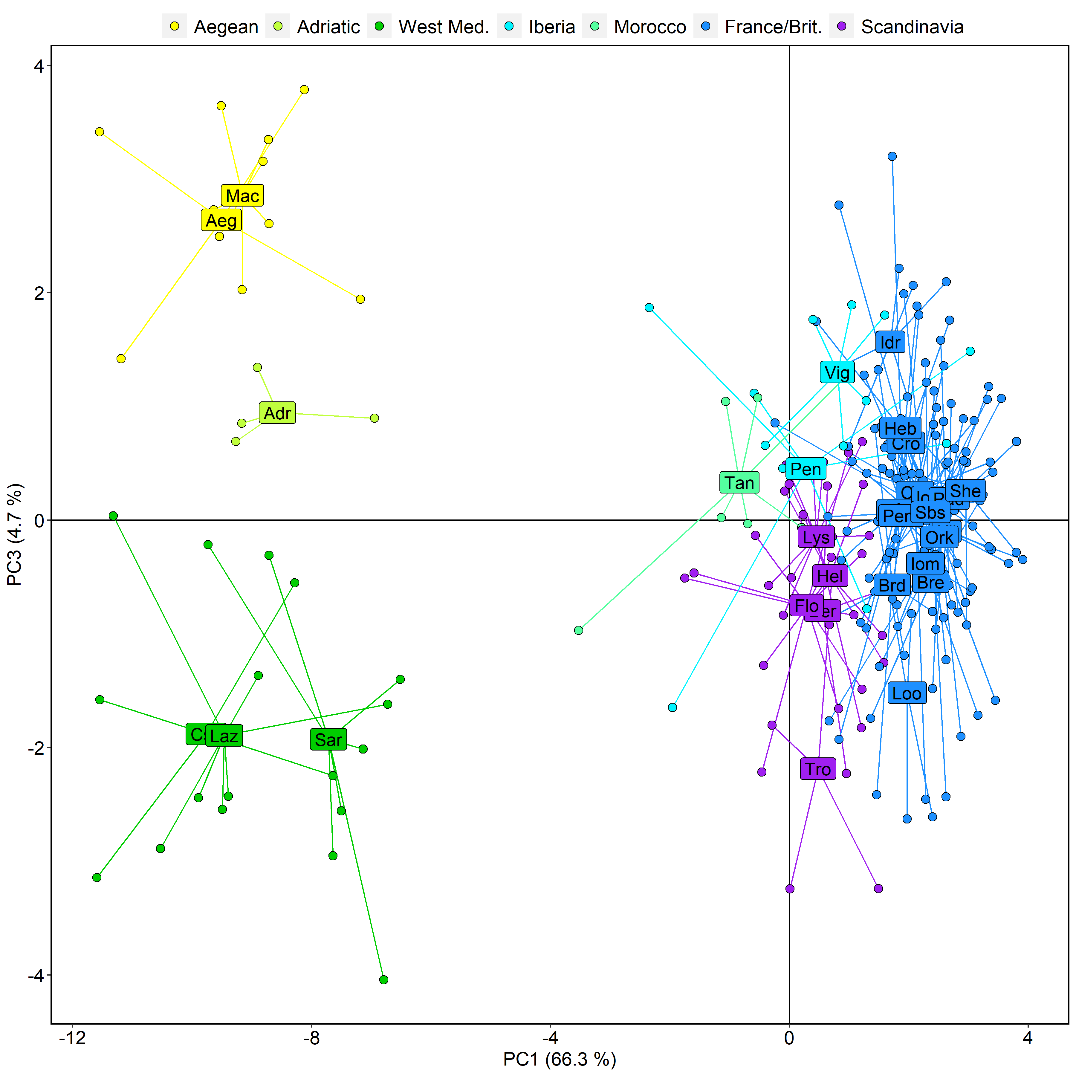 Aegean Adriatic West Med. Iberia Morocco France/Brit. Scandinavia
4
2
0
-2
-4
PC3 (4.7 %)
Mac
Aeg
Adr
Laz
Sar
Idr
Vig
Heb
Cro
Pen
Tan
She
Sbs
Lys
Ork
Iom
Hel
Brd
Bre
Flo
Loo
Tro
-12 -8 -4 0 4
PC1 (66.3 %)